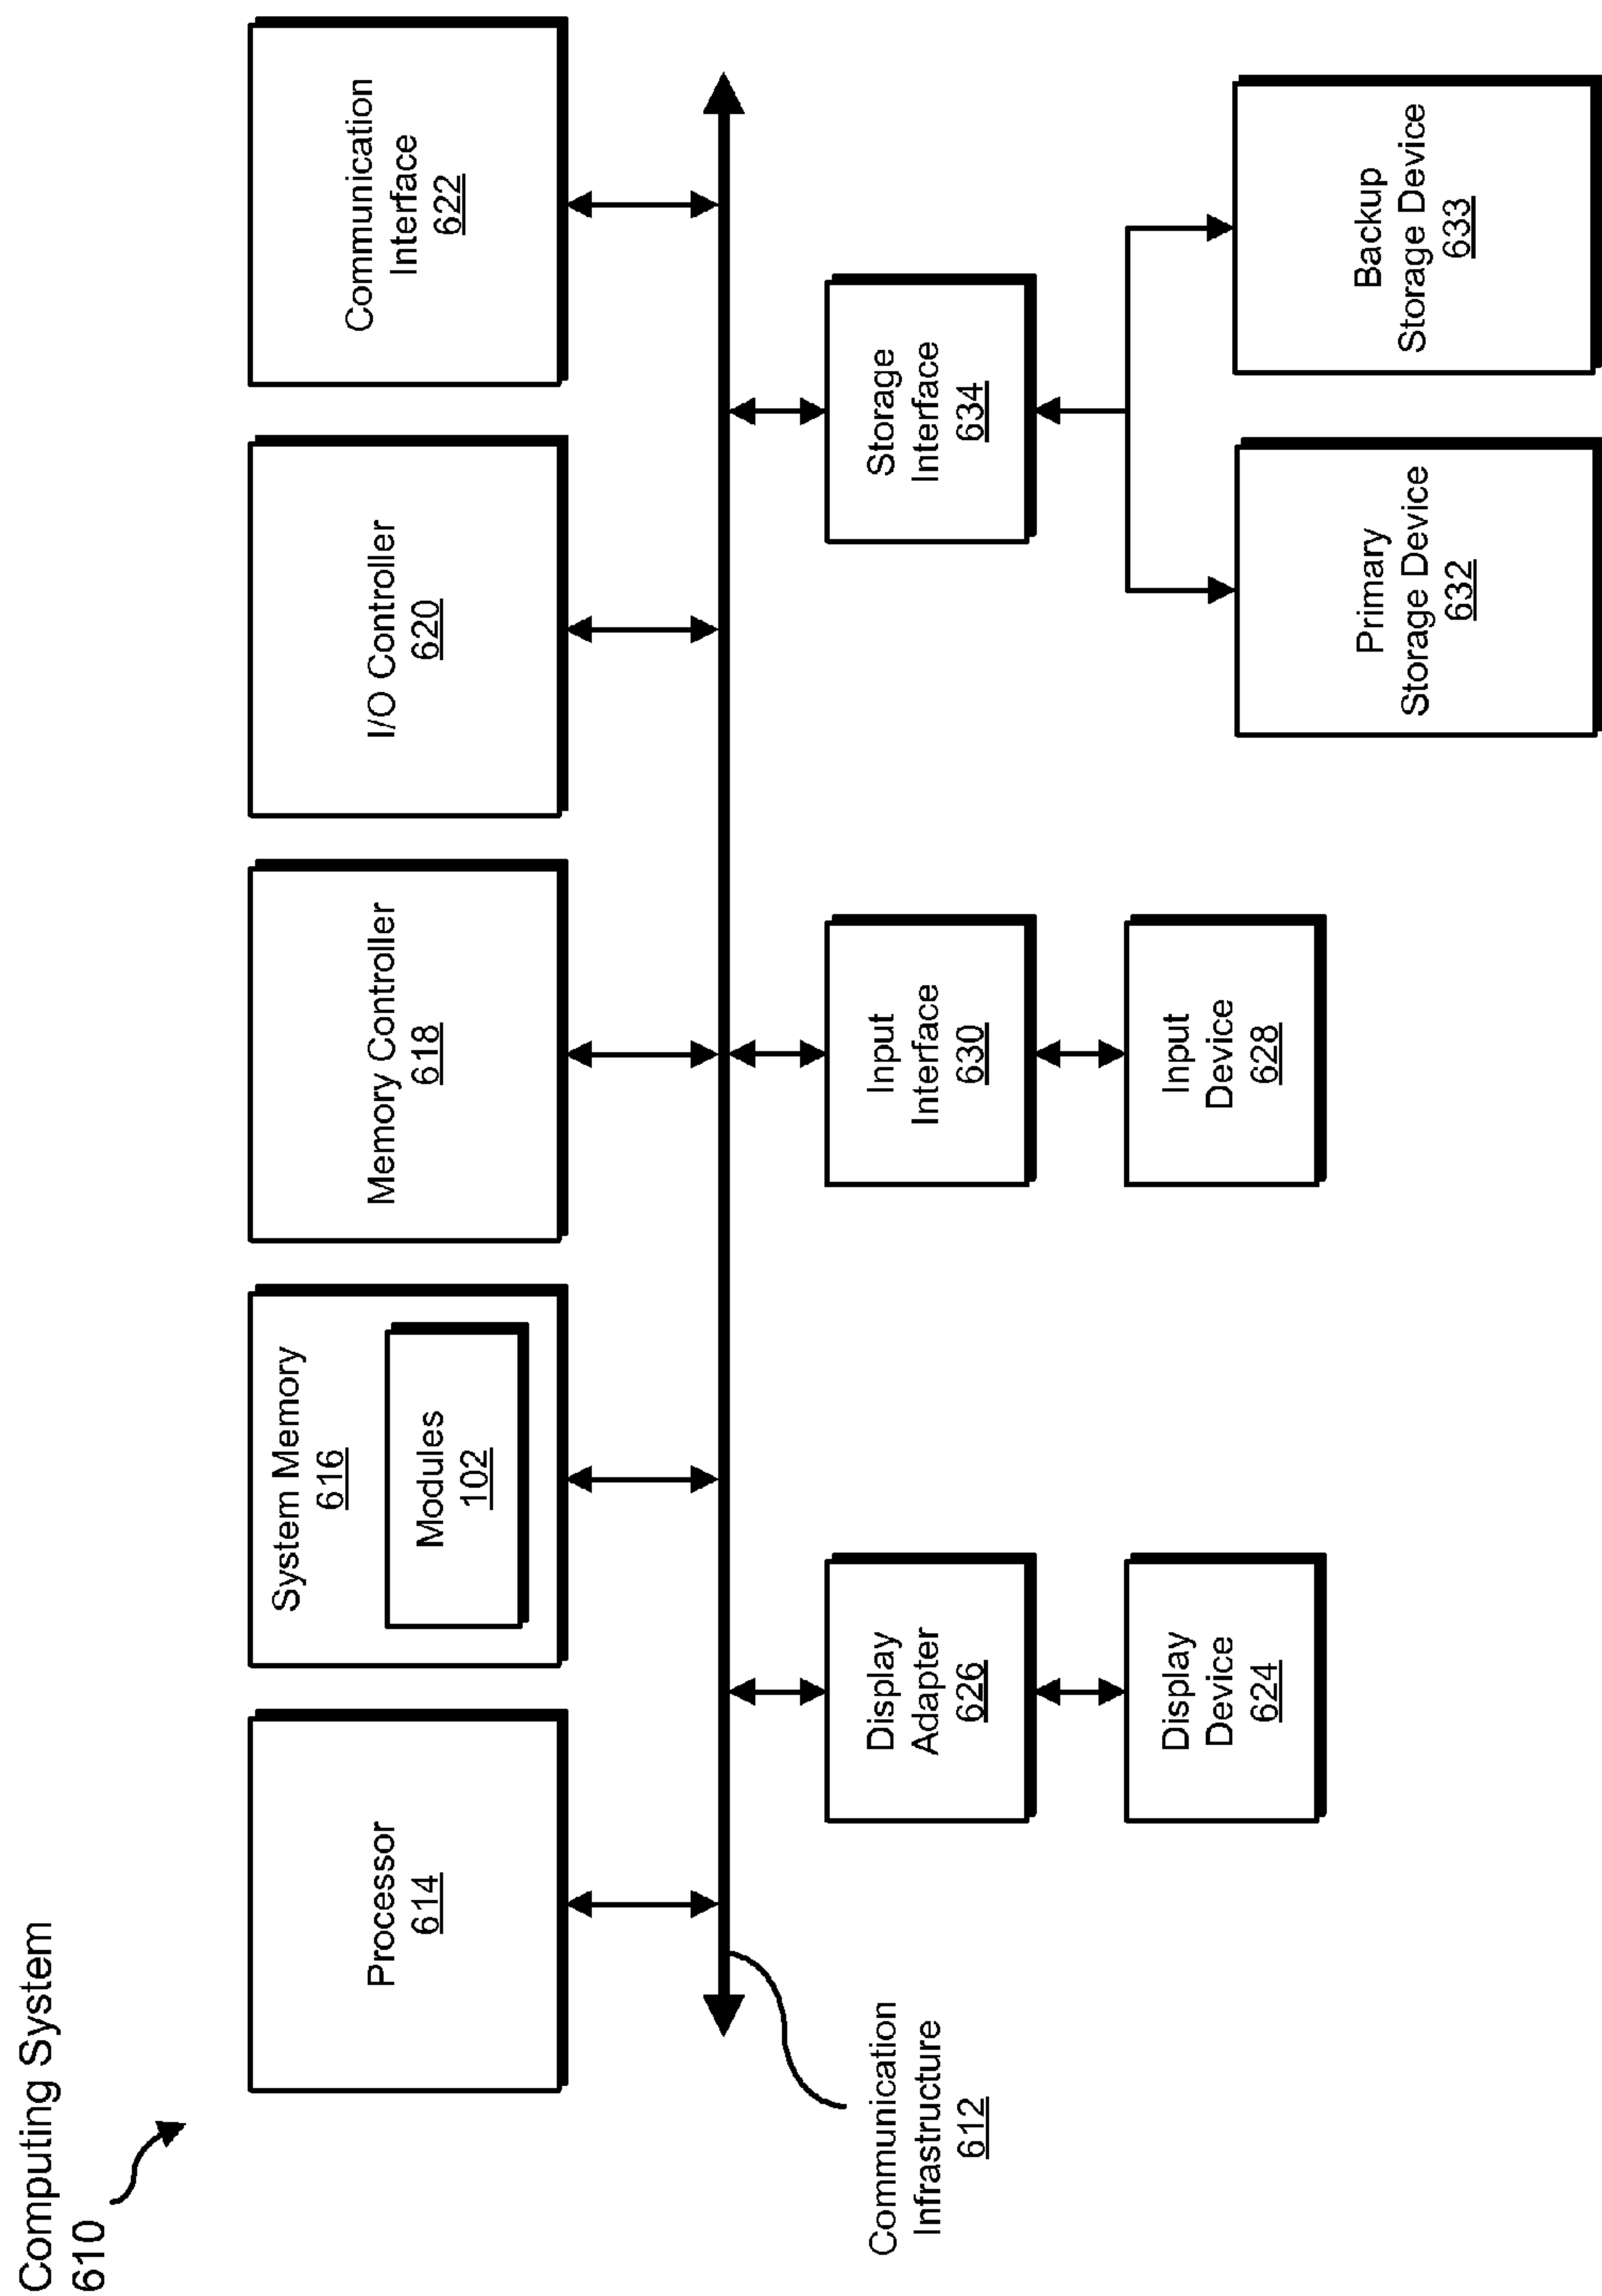 Computing System
610
Processor
614
System Memory
616
Modules
102
Memory Controller
618
I/O Controller
620
Communication
Interface
622
Communication
Infrastructure
612
Display
Adapter
626
Input
Interface
630
Storage
Interface
634
Display
Device
624
Input
Device
628
Primary
Storage Device
632
Backup
Storage Device
633